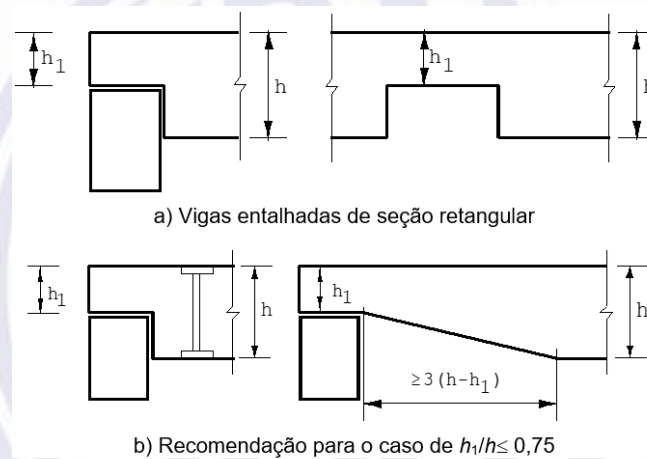 h1 h h1 h
a) Vigas entalhadas de seção retangular
h1 h h1 h
≥3(h-h1)
b) Recomendação para o caso de h1/h≤ 0,75